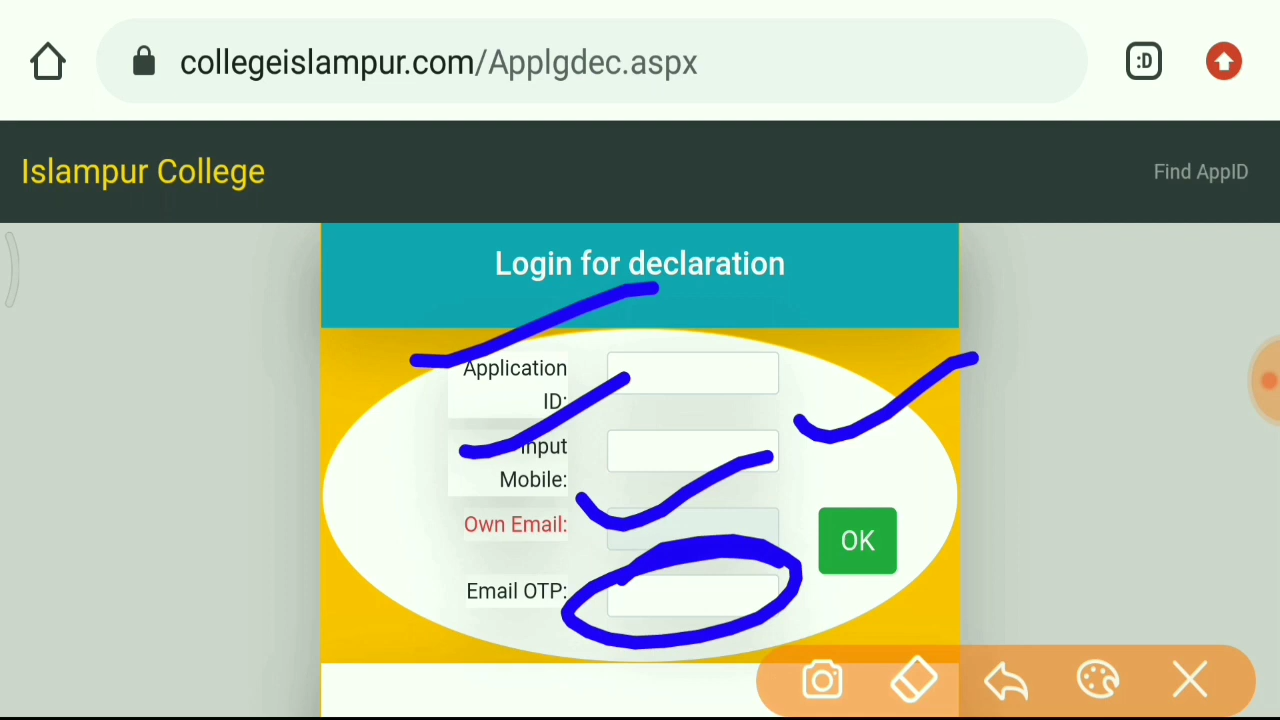 collegeislampur.com/Applgdec.aspx
:D
Islampur College
Find AppID
Login for declaration
Application
ID:
Input
Mobile:
Own Email:
OK
Email OTP: